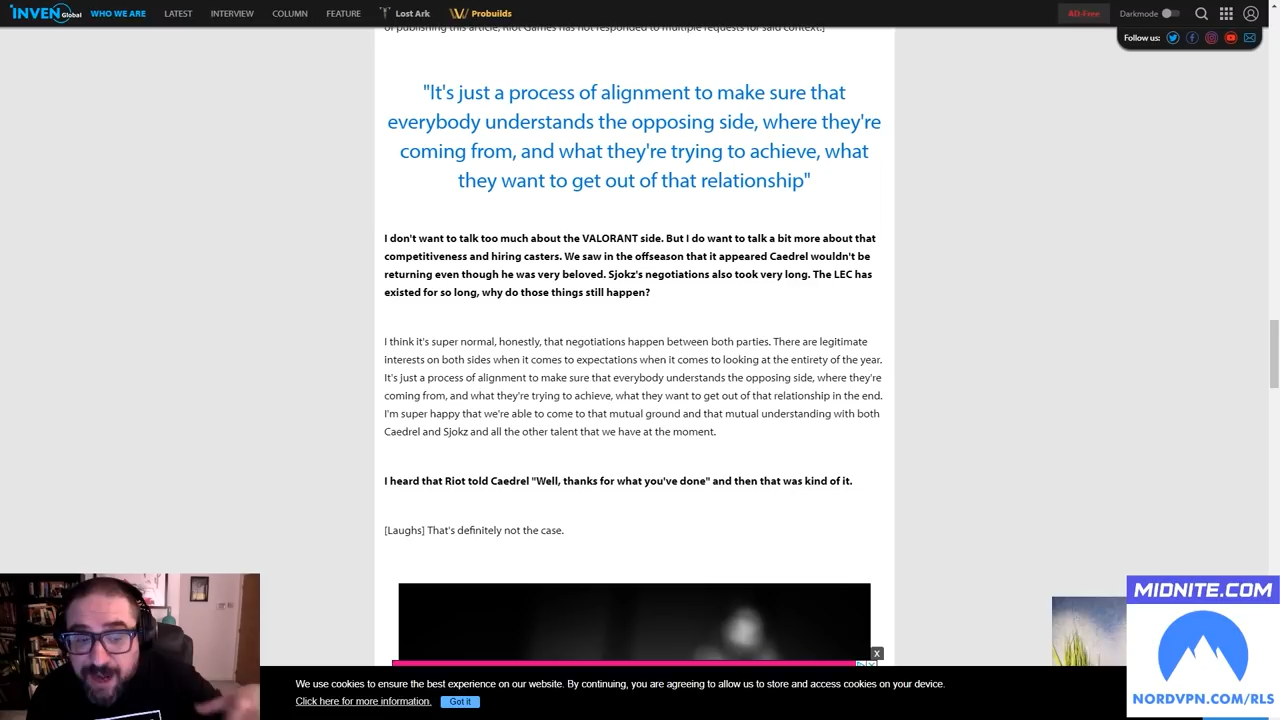 INVEN Global
WHO WE ARE
LATEST
INTERVIEW
COLUMN
FEATURE
Lost Ark
Probuilds
AD-Free
Darkmode
Follow us:
of publishing this article, Riot Games has not responded to multiple requests for said context.]
"It's just a process of alignment to make sure that
everybody understands the opposing side, where they're
coming from, and what they're trying to achieve, what
they want to get out of that relationship"
I don't want to talk too much about the VALORANT side. But I do want to talk a bit more about that
competitiveness and hiring casters. We saw in the offseason that it appeared Caedrel wouldn't be
returning even though he was very beloved. Sjokz's negotiations also took very long. The LEC has
existed for so long, why do those things still happen?
I think it's super normal, honestly, that negotiations happen between both parties. There are legitimate
interests on both sides when it comes to expectations when it comes to looking at the entirety of the year.
It's just a process of alignment to make sure that everybody understands the opposing side, where they're
coming from, and what they're trying to achieve, what they want to get out of that relationship in the end.
I'm super happy that we're able to come to that mutual ground and that mutual understanding with both
Caedrel and Sjokz and all the other talent that we have at the moment.
I heard that Riot told Caedrel "Well, thanks for what you've done" and then that was kind of it.
[Laughs] That's definitely not the case.
X
MIDNITE.COM
NORDVPN.COM/RLS
We use cookies to ensure the best experience on our website. By continuing, you are agreeing to allow us to store and access cookies on your device.
Click here for more information.
Got it